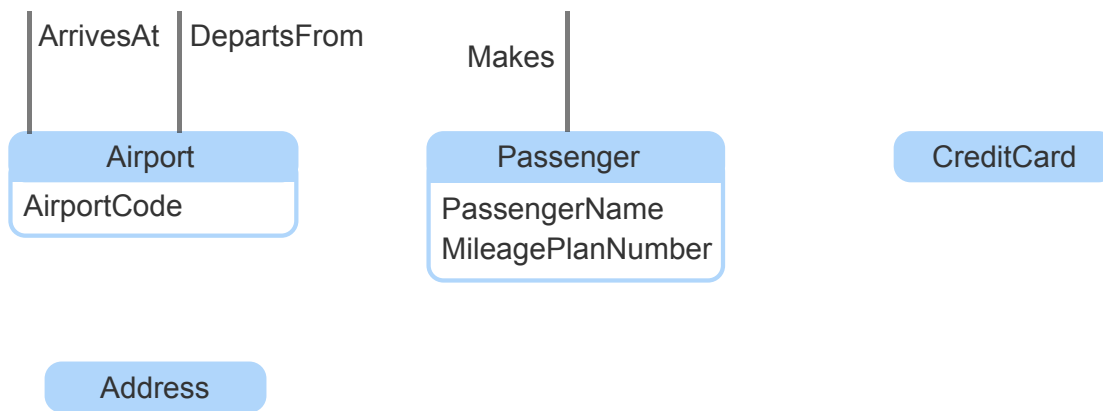 ArrivesAt
DepartsFrom
Makes
Airport
AirportCode
Passenger
PassengerName
MileagePlanNumber
CreditCard
Address